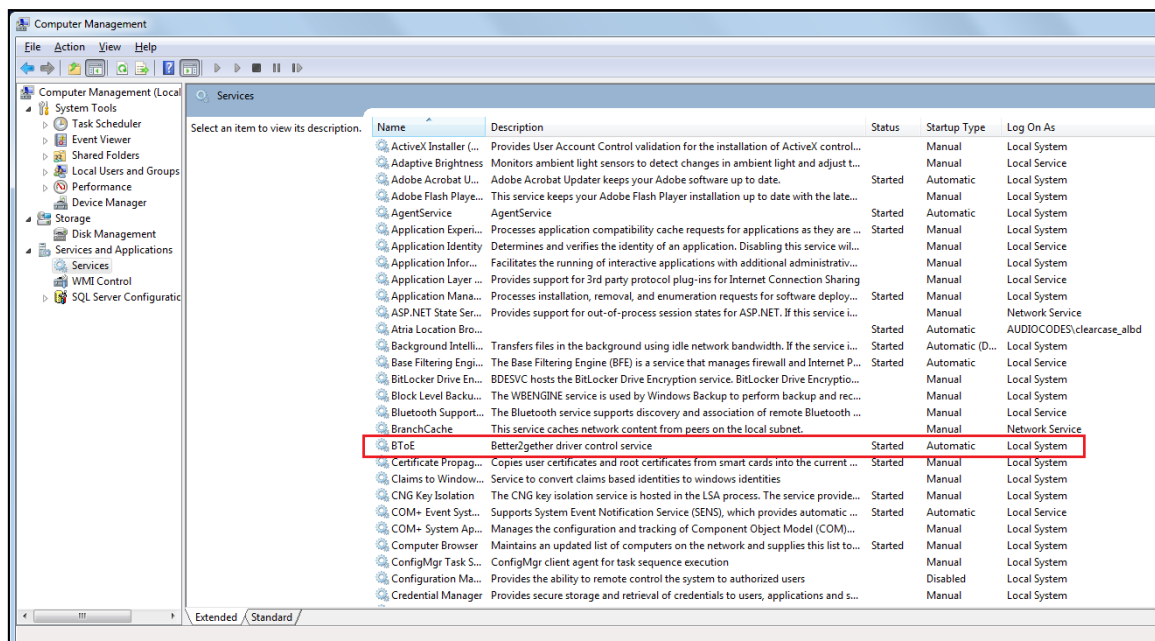 Computer Management
File Action View Help
Computer Management (Local
System Tools
Task Scheduler
Event Viewer
Shared Folders
Local Users and Groups
Performance
Device Manager
Storage
Disk Management
Services and Applications
Services
WMI Control
SQL Server Configuratic
Services
Select an item to view its description.
Name Description Status Startup Type Log On As
ActiveX Installer (... Provides User Account Control validation for the installation of ActiveX control... Manual Local System
Adaptive Brightness Monitors ambient light sensors to detect changes in ambient light and adjust t... Manual Local Service
Adobe Acrobat U... Adobe Acrobat Updater keeps your Adobe software up to date. Started Automatic Local System
Adobe Flash Playe... This service keeps your Adobe Flash Player installation up to date with the late... Manual Local System
AgentService AgentService Started Automatic Local System
Application Experi... Processes application compatibility cache requests for applications as they are ... Started Manual Local System
Application Identity Determines and verifies the identity of an application. Disabling this service wil... Manual Local Service
Application Infor... Facilitates the running of interactive applications with additional administrativ... Manual Local System
Application Layer ... Provides support for 3rd party protocol plug-ins for Internet Connection Sharing Manual Local Service
Application Mana... Processes installation, removal, and enumeration requests for software deploy... Started Manual Local System
ASP.NET State Ser... Provides support for out-of-process session states for ASP.NET. If this service i... Manual Network Service
Atria Location Bro... Started Automatic AUDIOCODES\clearcase_albd
Background Intelli... Transfers files in the background using idle network bandwidth. If the service i... Started Automatic (D... Local System
Base Filtering Engi... The Base Filtering Engine (BFE) is a service that manages firewall and Internet P... Started Automatic Local Service
BitLocker Drive En... BDESVC hosts the BitLocker Drive Encryption service. BitLocker Drive Encryptio... Manual Local System
Block Level Backu... The WBENGINE service is used by Windows Backup to perform backup and rec... Manual Local System
Bluetooth Support... The Bluetooth service supports discovery and association of remote Bluetooth ... Manual Local Service
BranchCache This service caches network content from peers on the local subnet. Manual Network Service
BToE Better2gether driver control service Started Automatic Local System
Certificate Propag... Copies user certificates and root certificates from smart cards into the current ... Started Manual Local System
Claims to Window... Service to convert claims based identities to windows identities Manual Local System
CNG Key Isolation The CNG key isolation service is hosted in the LSA process. The service provide... Started Manual Local System
COM+ Event Syst... Supports System Event Notification Service (SENS), which provides automatic ... Started Automatic Local Service
COM+ System Ap... Manages the configuration and tracking of Component Object Model (COM)... Manual Local System
Computer Browser Maintains an updated list of computers on the network and supplies this list to... Started Manual Local System
ConfigMgr Task S... ConfigMgr client agent for task sequence execution Manual Local System
Configuration Ma... Provides the ability to remote control the system to authorized users Disabled Local System
Credential Manager Provides secure storage and retrieval of credentials to users, applications and s... Manual Local System
Extended Standard